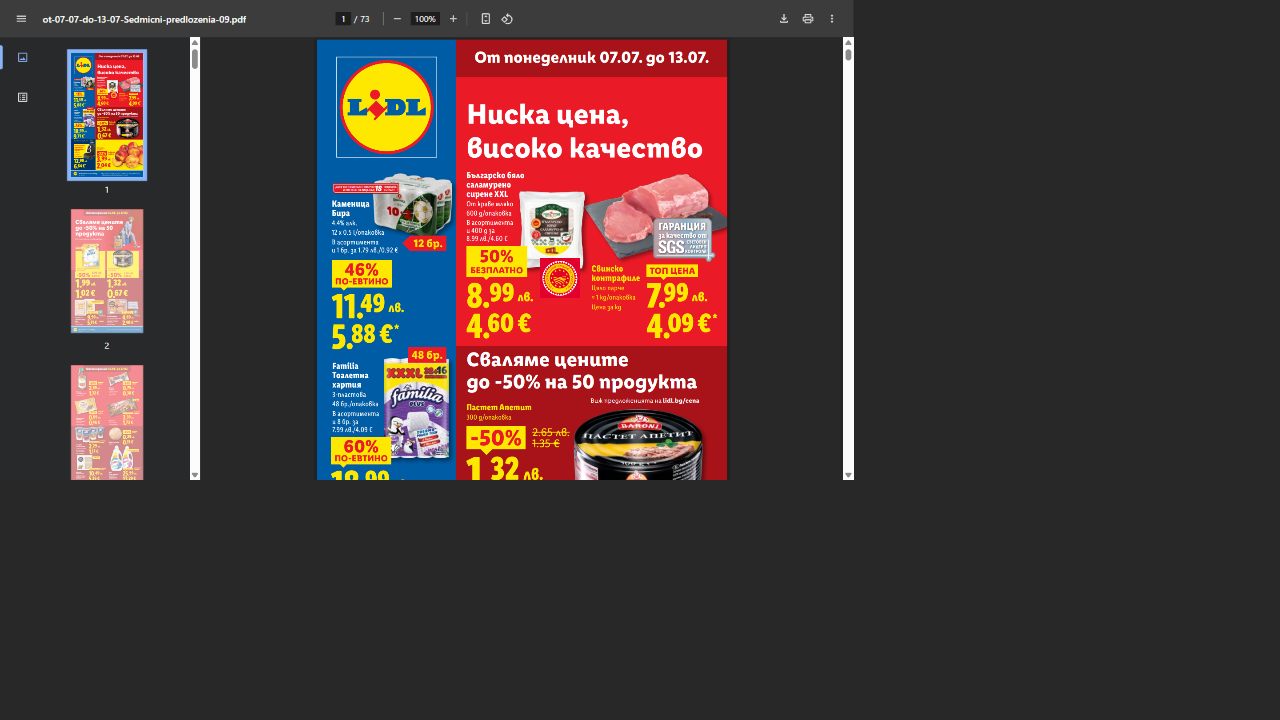 ot-07-07-do-13-07-Sedmicni-predlozenia-09.pdf
1 / 73
100%
1
2
От понеделник 07.07. до 13.07.
LIDL
Ниска цена,
високо качество
Каменица
Бира
4.4% алк.
12 x 0.5 l/опаковка
В асортимента
и 1 бр. за 1.79 лв./0.92 €
12 бр.
46%
ПО-ЕВТИНО
11.49 лв.
5.88 €*
Българско бяло
саламурено
сирене XXL
От краве мляко
600 g/опаковка
В асортимента
и 400 g за
8.99 лв./4.60 €
50%
БЕЗПЛАТНО
8.99 лв.
4.60 €
ГАРАНЦИЯ
за качество от
SGS
Свинско
контрафиле
Цяло парче
≈ 1 kg/опаковка
Цена за kg
ТОП ЦЕНА
7.99 лв.
4.09 €*
48 бр.
Familia
Тоалетна
хартия
3-пластова
48 бр./опаковка
В асортимента
и 8 бр. за
7.99 лв./4.09 €
XXXL
familia
PLUS
60%
ПО-ЕВТИНО
Сваляме цените
до -50% на 50 продукта
Виж предложенията на lidl.bg/cena
Пастет Апетит
300 g/опаковка
-50%
2.65 лв.
1.35 €
1.32 лв.
BARONI
ПАСТЕТ АПЕТИТ